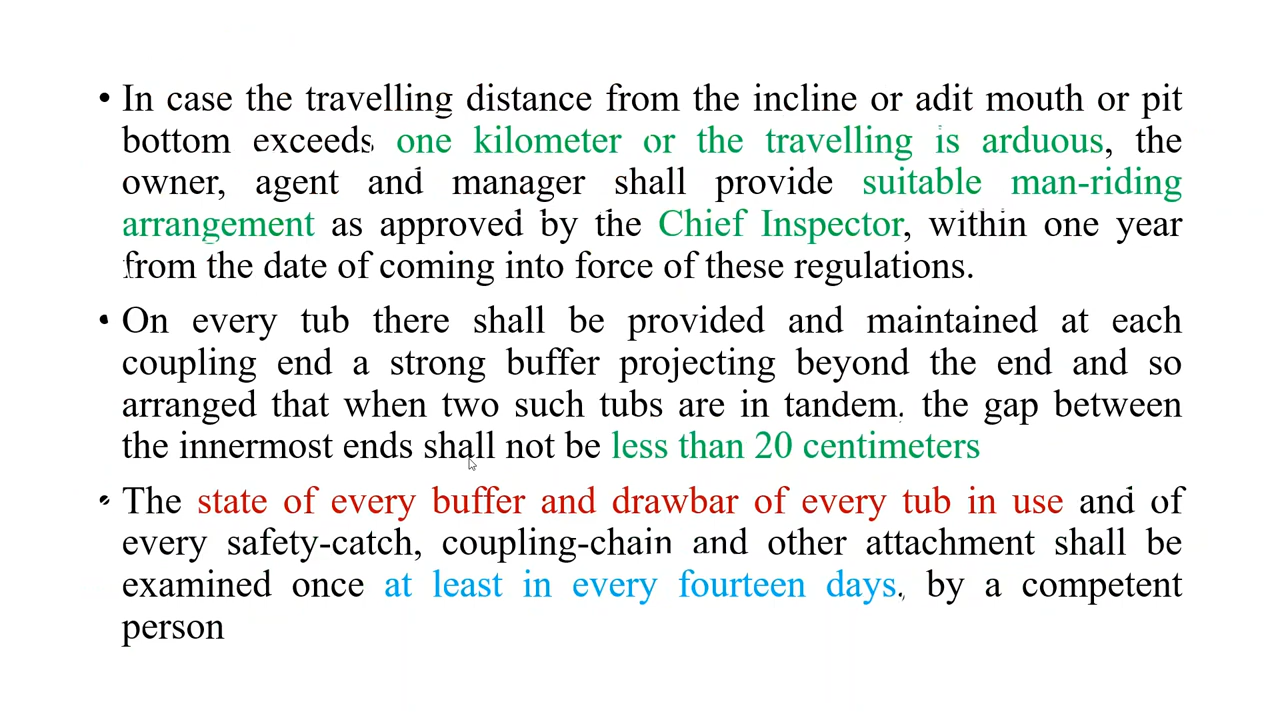 • In case the travelling distance from the incline or adit mouth or pit
bottom exceeds one kilometer or the travelling is arduous, the
owner, agent and manager shall provide suitable man-riding
arrangement as approved by the Chief Inspector, within one year
from the date of coming into force of these regulations.
• On every tub there shall be provided and maintained at each
coupling end a strong buffer projecting beyond the end and so
arranged that when two such tubs are in tandem, the gap between
the innermost ends shall not be less than 20 centimeters
• The state of every buffer and drawbar of every tub in use and of
every safety-catch, coupling-chain and other attachment shall be
examined once at least in every fourteen days, by a competent
person